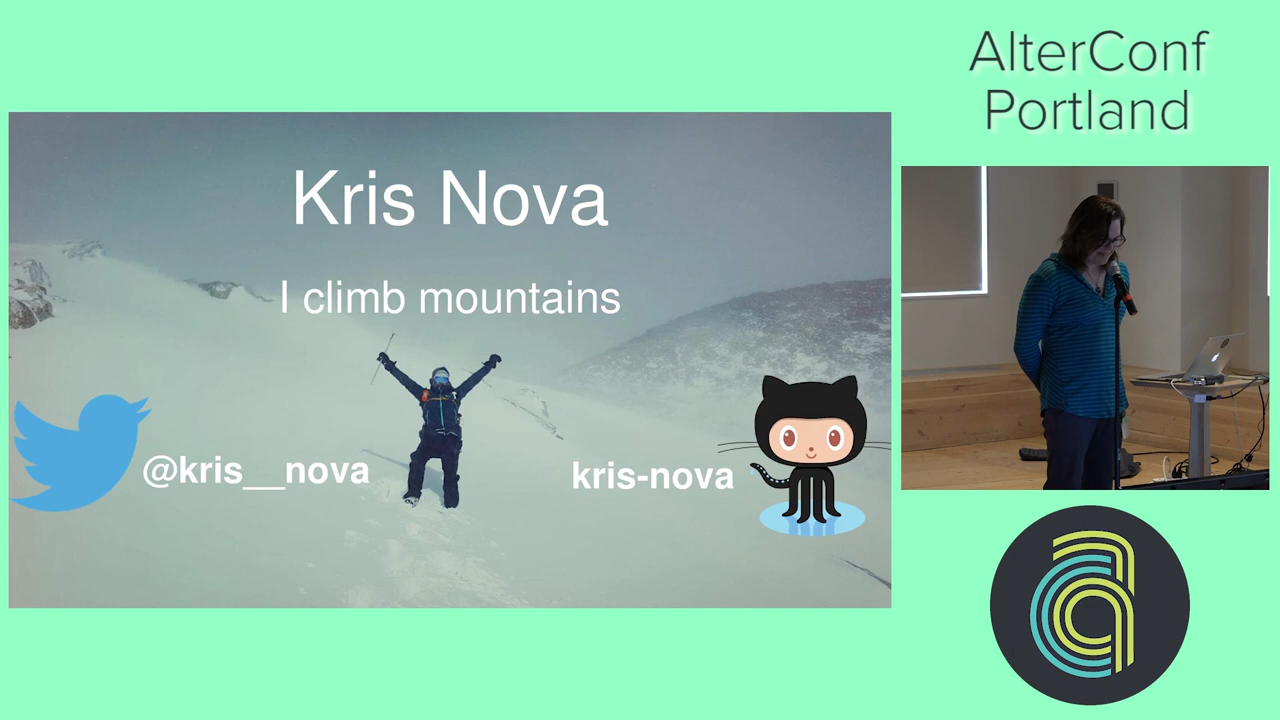 AlterConf
Portland
Kris Nova
I climb mountains
@kris__nova
kris-nova